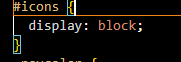 #icons {
display: block;
}